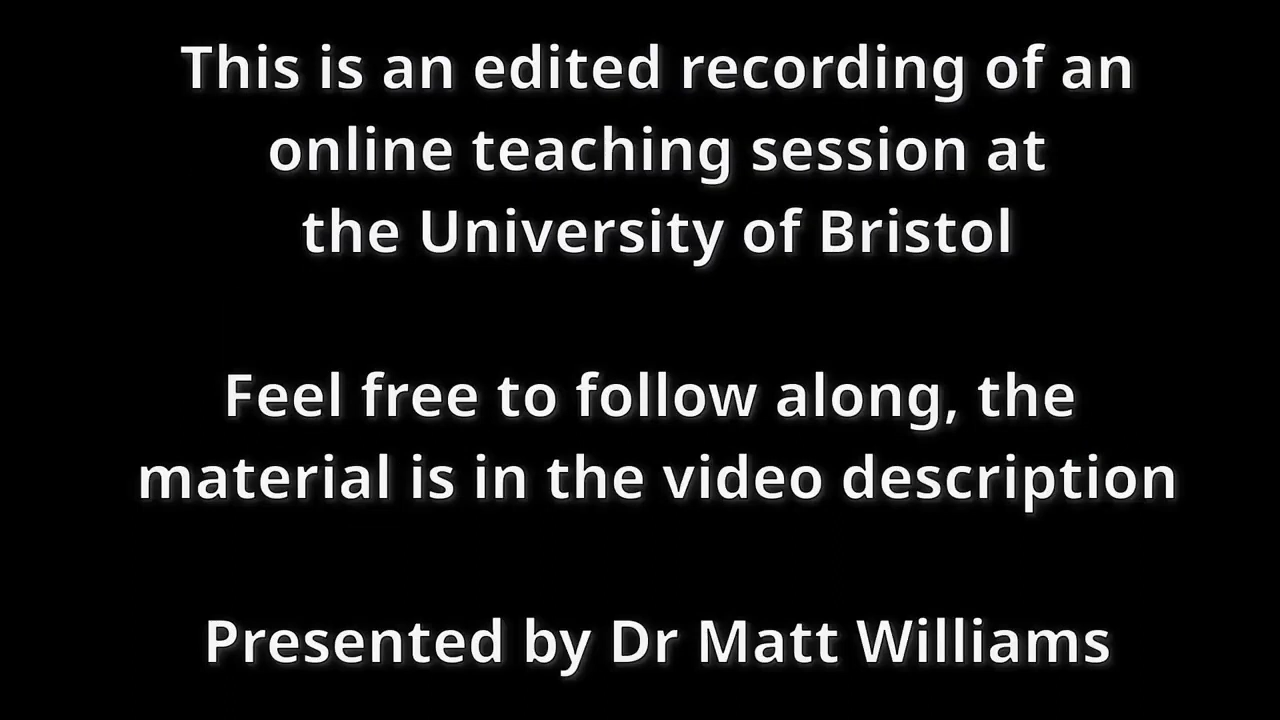 This is an edited recording of an
online teaching session at
the University of Bristol
Feel free to follow along, the
material is in the video description
Presented by Dr Matt Williams